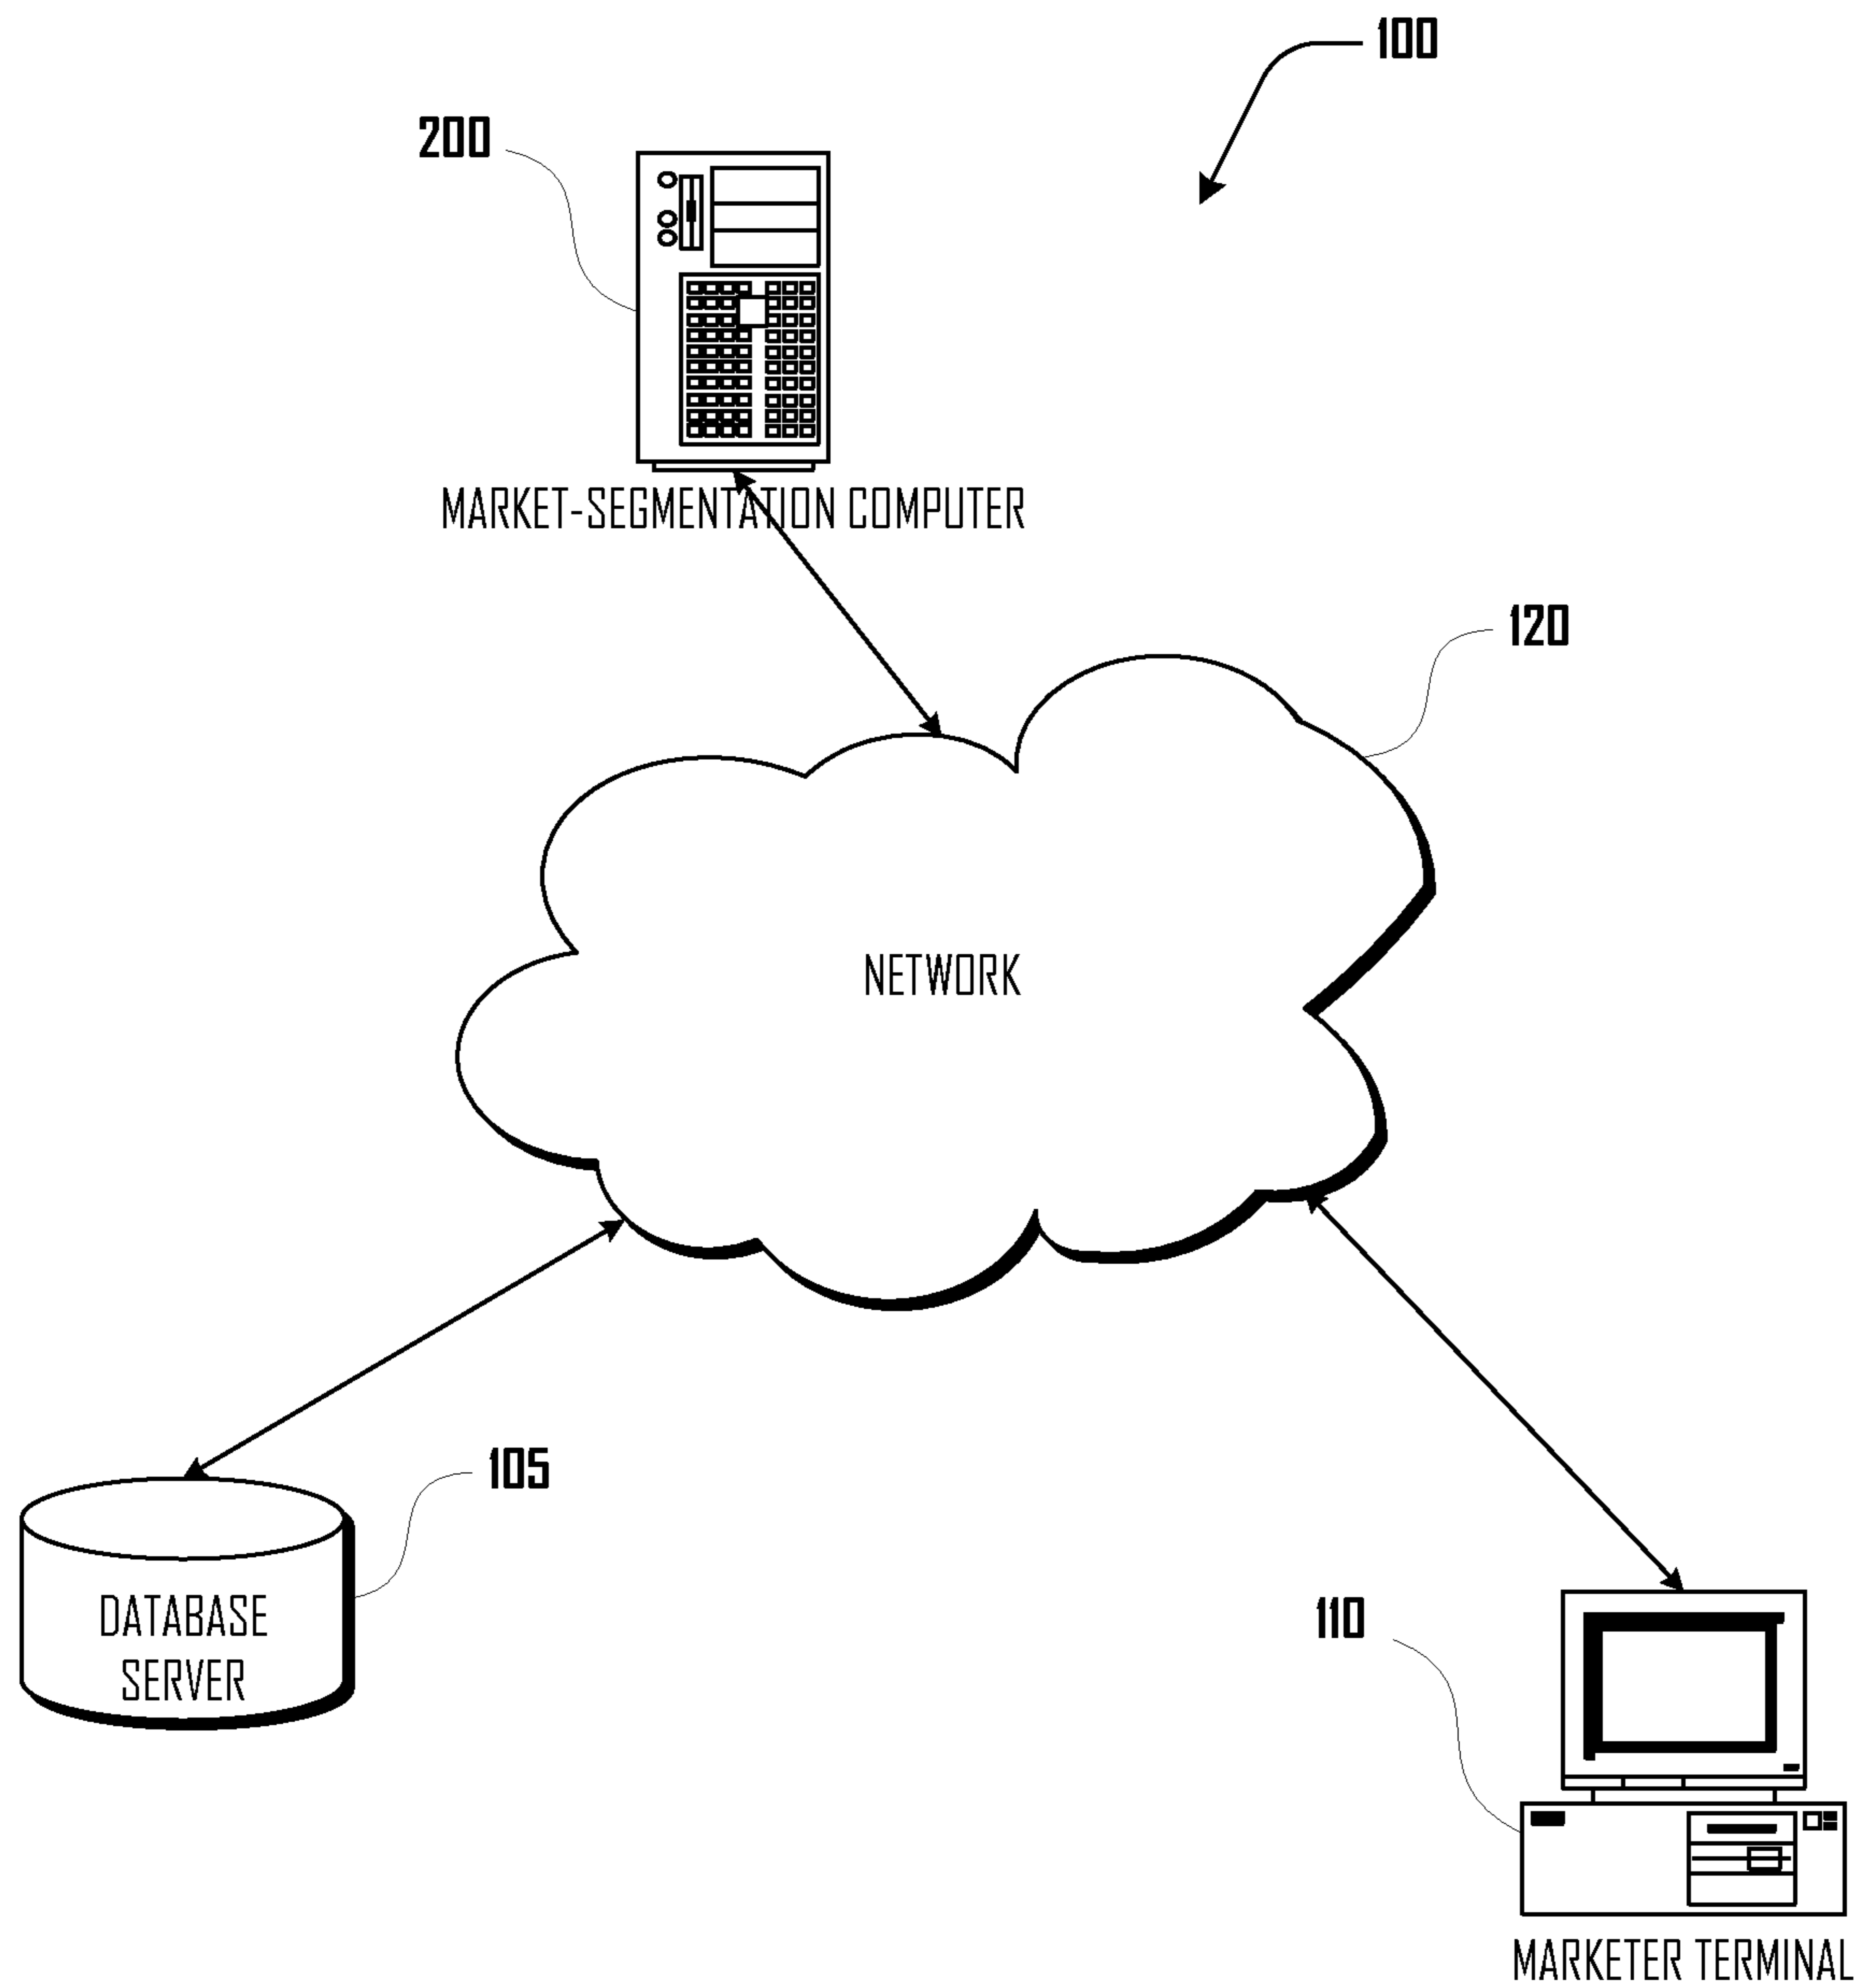 100
200
MARKET-SEGMENTATION COMPUTER
120
NETWORK
105
DATABASE
SERVER
110
MARKETER TERMINAL